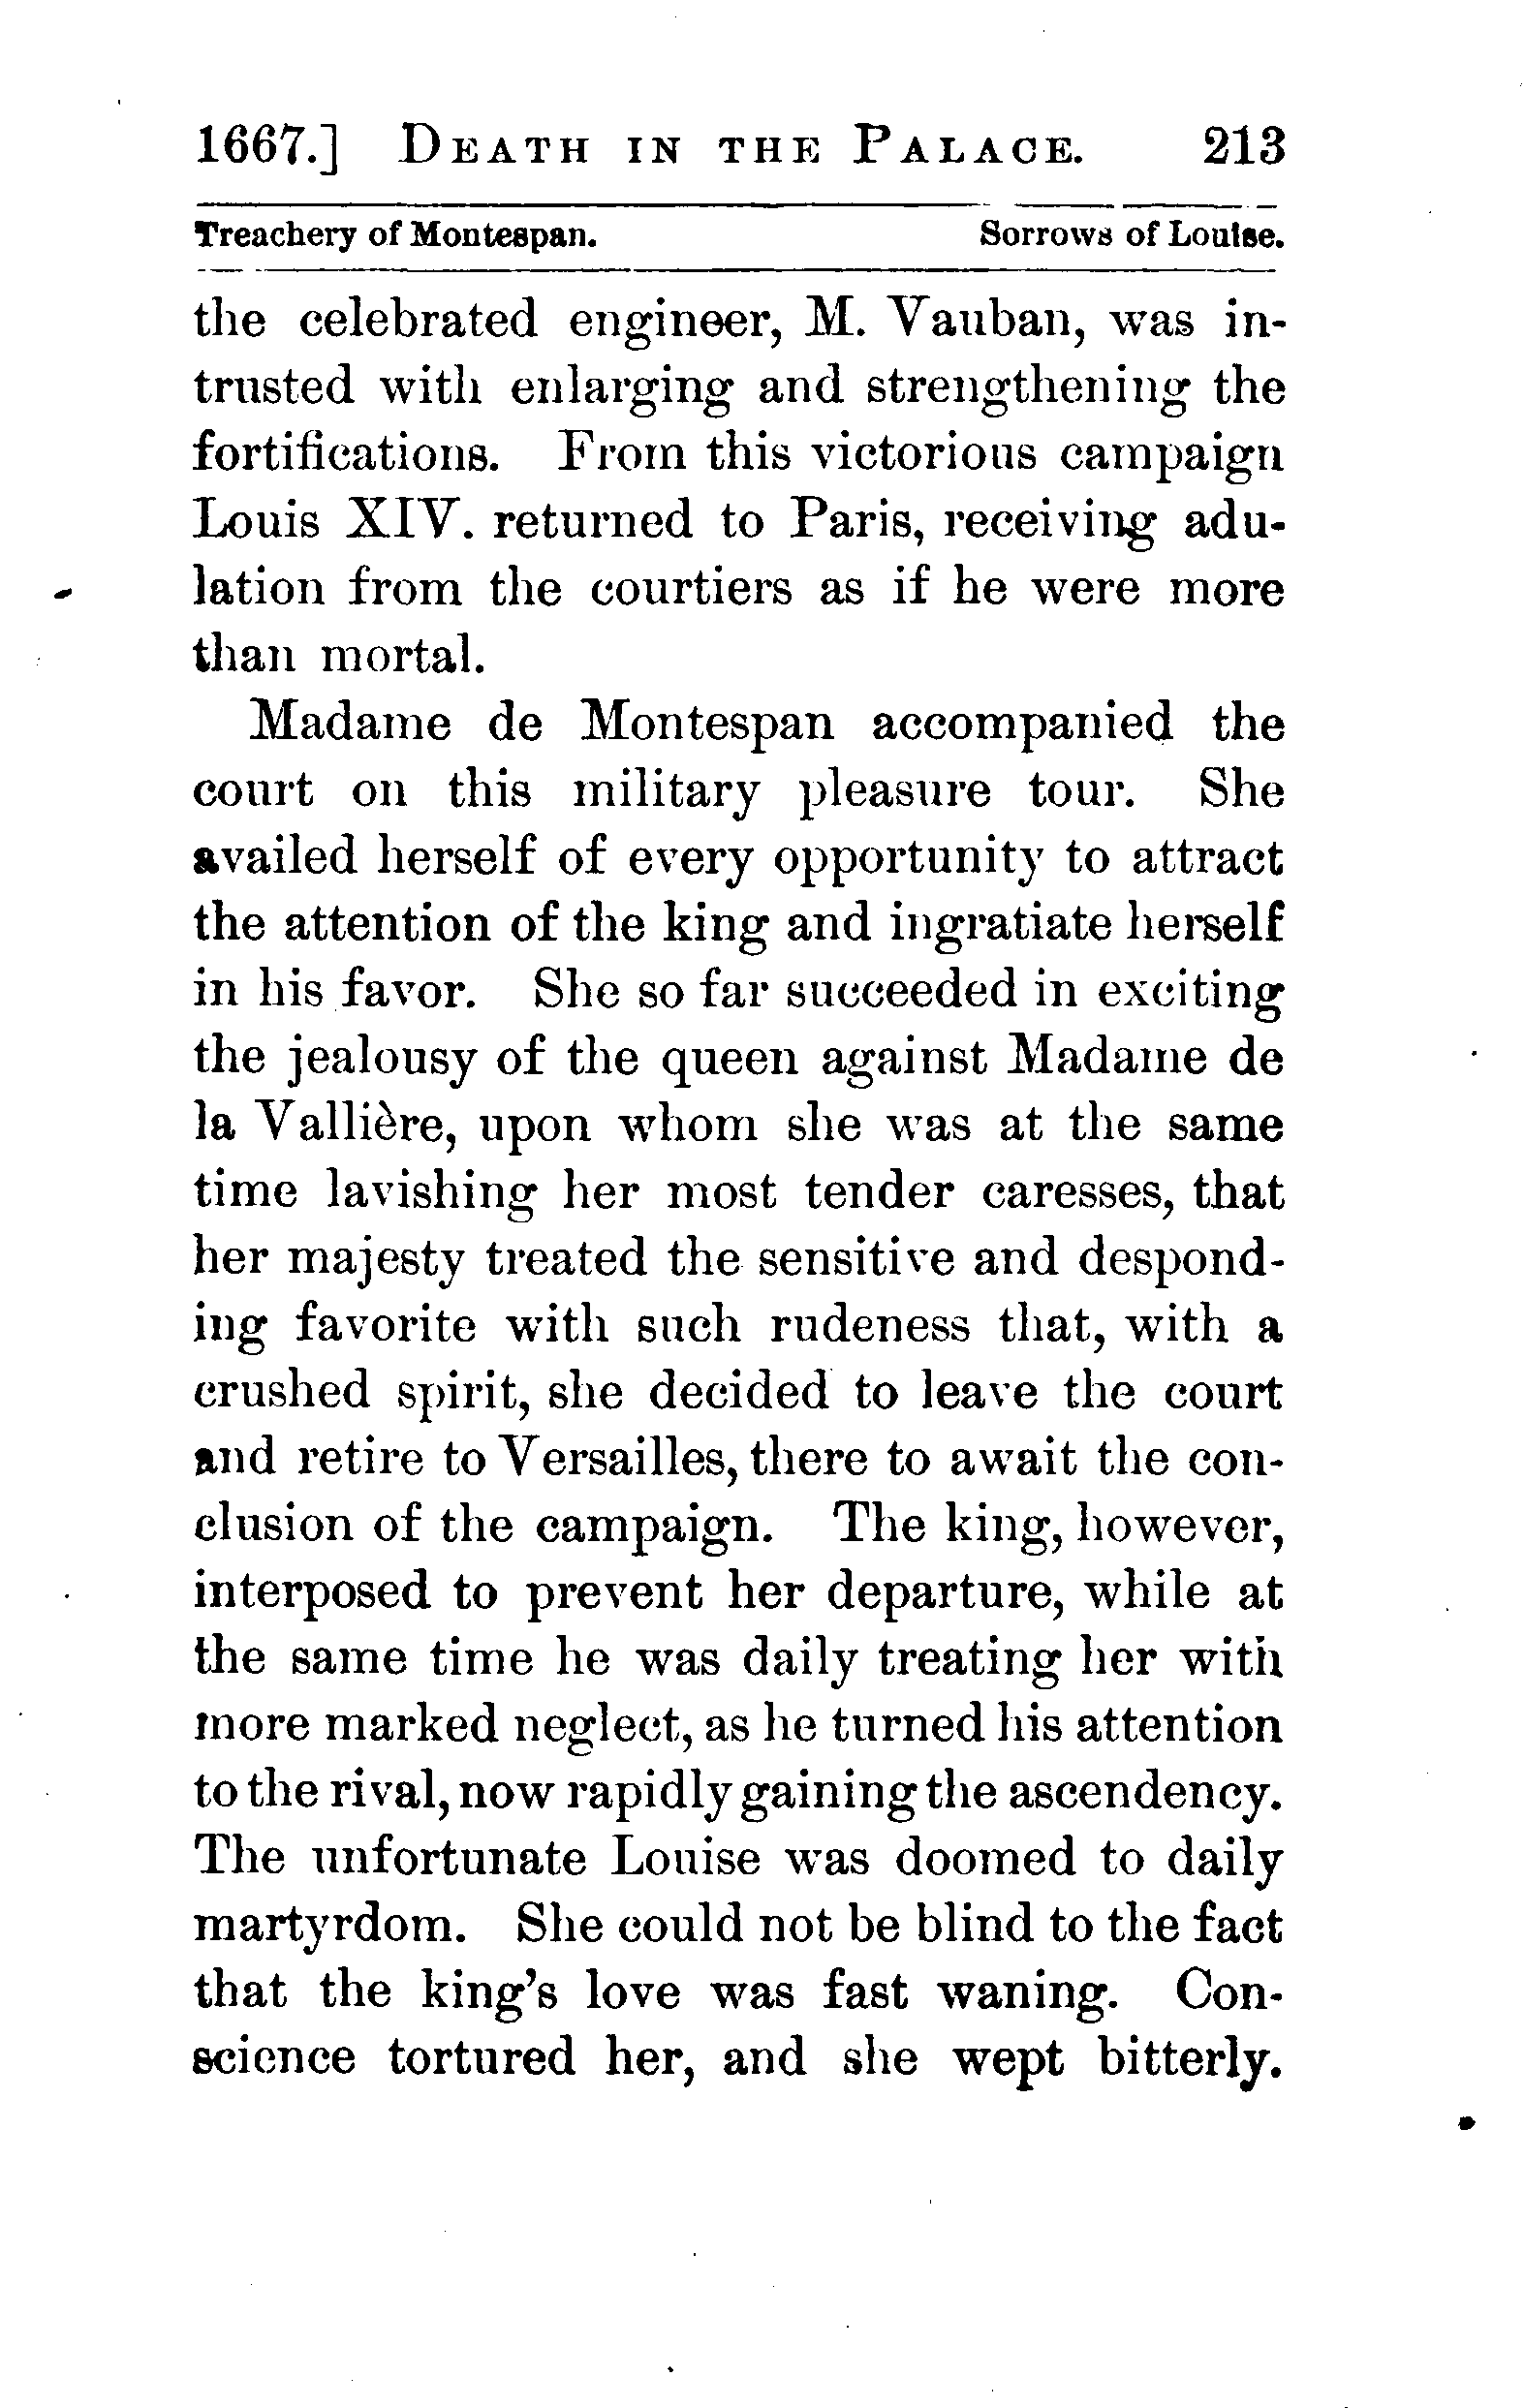 1667.] DEATH IN THE PALACE. 213
Treachery of Montespan. Sorrows of Louise.
the celebrated engineer, M. Vauban, was in-
trusted with enlarging and strengthening the
fortifications. From this victorious campaign
Louis XIV. returned to Paris, receiving adu-
lation from the courtiers as if he were more
than mortal.
Madame de Montespan accompanied the
court on this military pleasure tour. She
availed herself of every opportunity to attract
the attention of the king and ingratiate herself
in his favor. She so far succeeded in exciting
the jealousy of the queen against Madame de
la Vallière, upon whom she was at the same
time lavishing her most tender caresses, that
her majesty treated the sensitive and despond-
ing favorite with such rudeness that, with a
crushed spirit, she decided to leave the court
and retire to Versailles, there to await the con-
clusion of the campaign. The king, however,
interposed to prevent her departure, while at
the same time he was daily treating her with
more marked neglect, as he turned his attention
to the rival, now rapidly gaining the ascendency.
The unfortunate Louise was doomed to daily
martyrdom. She could not be blind to the fact
that the king's love was fast waning. Con-
science tortured her, and she wept bitterly.